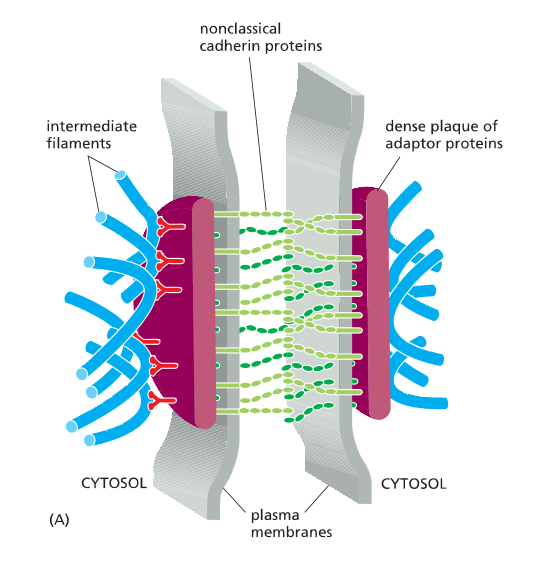 nonclassical
cadherin proteins
intermediate
filaments
dense plaque of
adaptor proteins
CYTOSOL
CYTOSOL
(A)
plasma
membranes